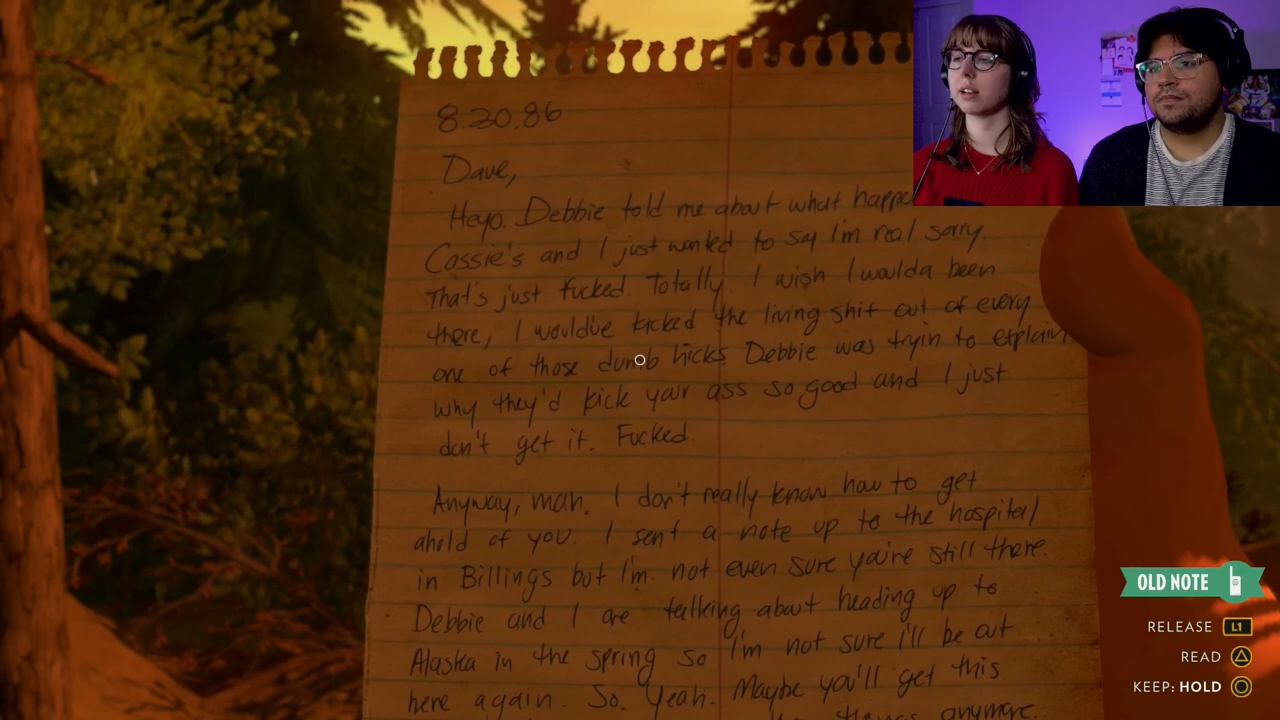 8.20.86
Dave,
Heyo. Debbie told me about what happe
Cassie's and I just wanted to say I'm real sorry.
That's just fucked. Totally. I wish I woulda been
there, I would've kicked the living shit out of every
one of those dumb hicks. Debbie was tryin to explain
why they'd kick your ass so good and I just
don't get it. Fucked.
Anyway, man. I don't really know how to get
ahold of you. I sent a note up to the hospital
in Billings but I'm not even sure you're still there.
Debbie and I are talking about heading up to
Alaska in the spring so I'm not sure I'll be out
here again. So. Yeah. Maybe you'll get this
things anymore.
OLD NOTE
RELEASE L1
READ
KEEP: HOLD